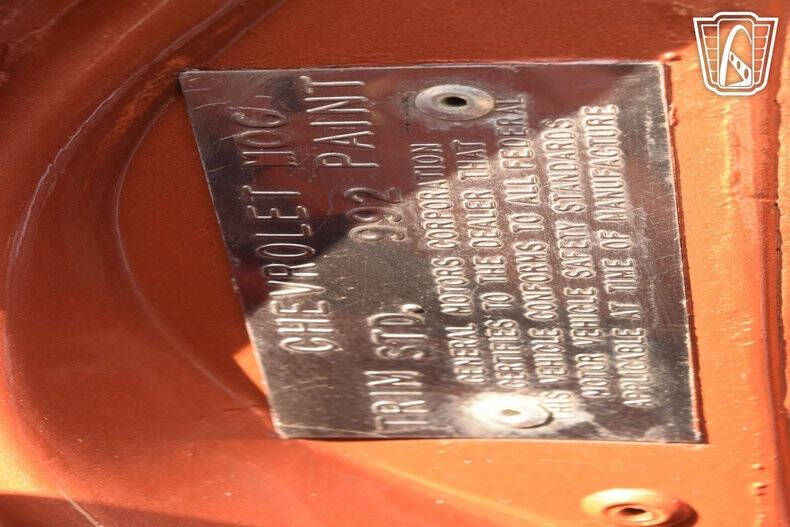 CHEVROLET M06
TRIM STD. 992 PAINT
GENERAL MOTORS CORPORATION
CERTIFIES TO THE DEALER THAT
THIS VEHICLE CONFORMS TO ALL FEDERAL
MOTOR VEHICLE SAFETY STANDARDS
APPLICABLE AT TIME OF MANUFACTURE